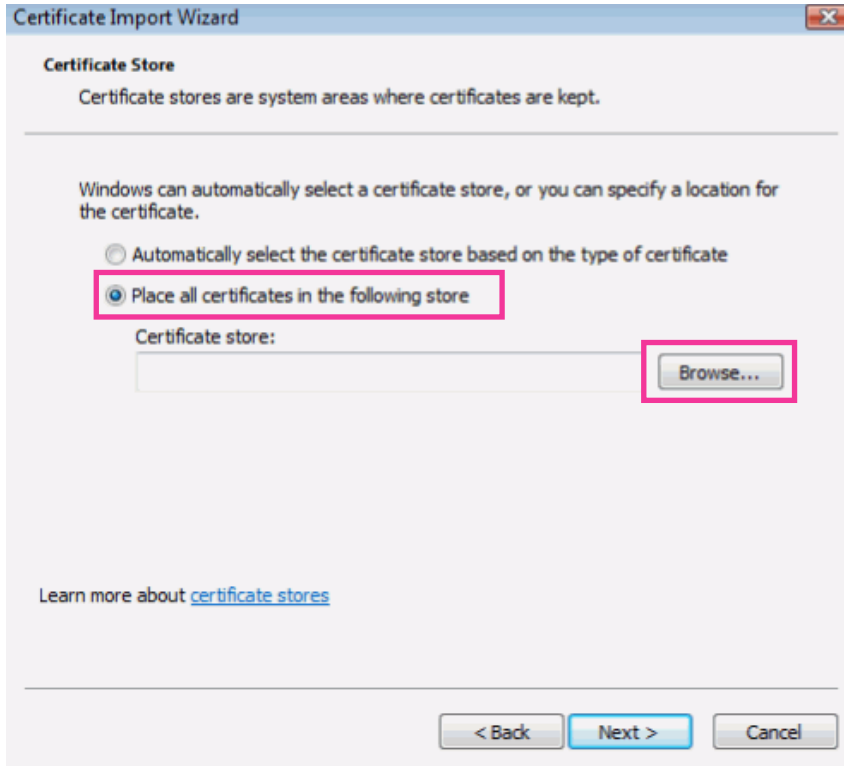 Certificate Import Wizard
Certificate Store
Certificate stores are system areas where certificates are kept.
Windows can automatically select a certificate store, or you can specify a location for
the certificate.
Automatically select the certificate store based on the type of certificate
Place all certificates in the following store
Certificate store:
Browse...
Learn more about certificate stores
< Back Next > Cancel